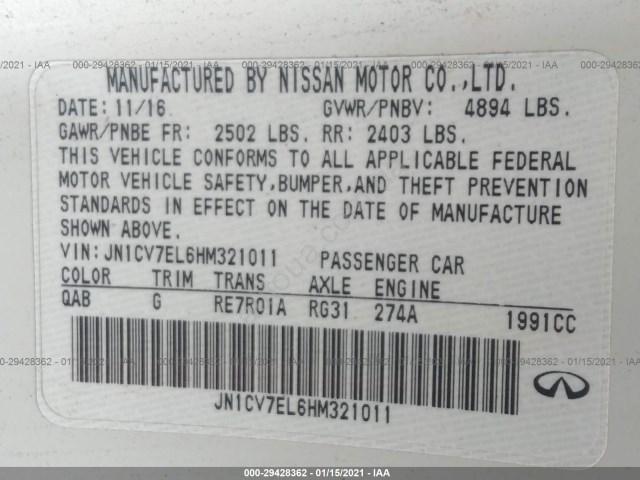 000-29428362 - 01/15/2021 - IAA
MANUFACTURED BY NISSAN MOTOR CO.,LTD.
DATE: 11/16 GVWR/PNBV: 4894 LBS.
GAWR/PNBE FR: 2502 LBS. RR: 2403 LBS.
THIS VEHICLE CONFORMS TO ALL APPLICABLE FEDERAL
MOTOR VEHICLE SAFETY,BUMPER,AND THEFT PREVENTION
STANDARDS IN EFFECT ON THE DATE OF MANUFACTURE
SHOWN ABOVE.
VIN:JN1CV7EL6HM321011 PASSENGER CAR
COLOR TRIM TRANS AXLE ENGINE
QAB G RE7R01A RG31 274A 1991CC
JN1CV7EL6HM321011
INFINITI
000-29428362 - 01/15/2021 - IAA